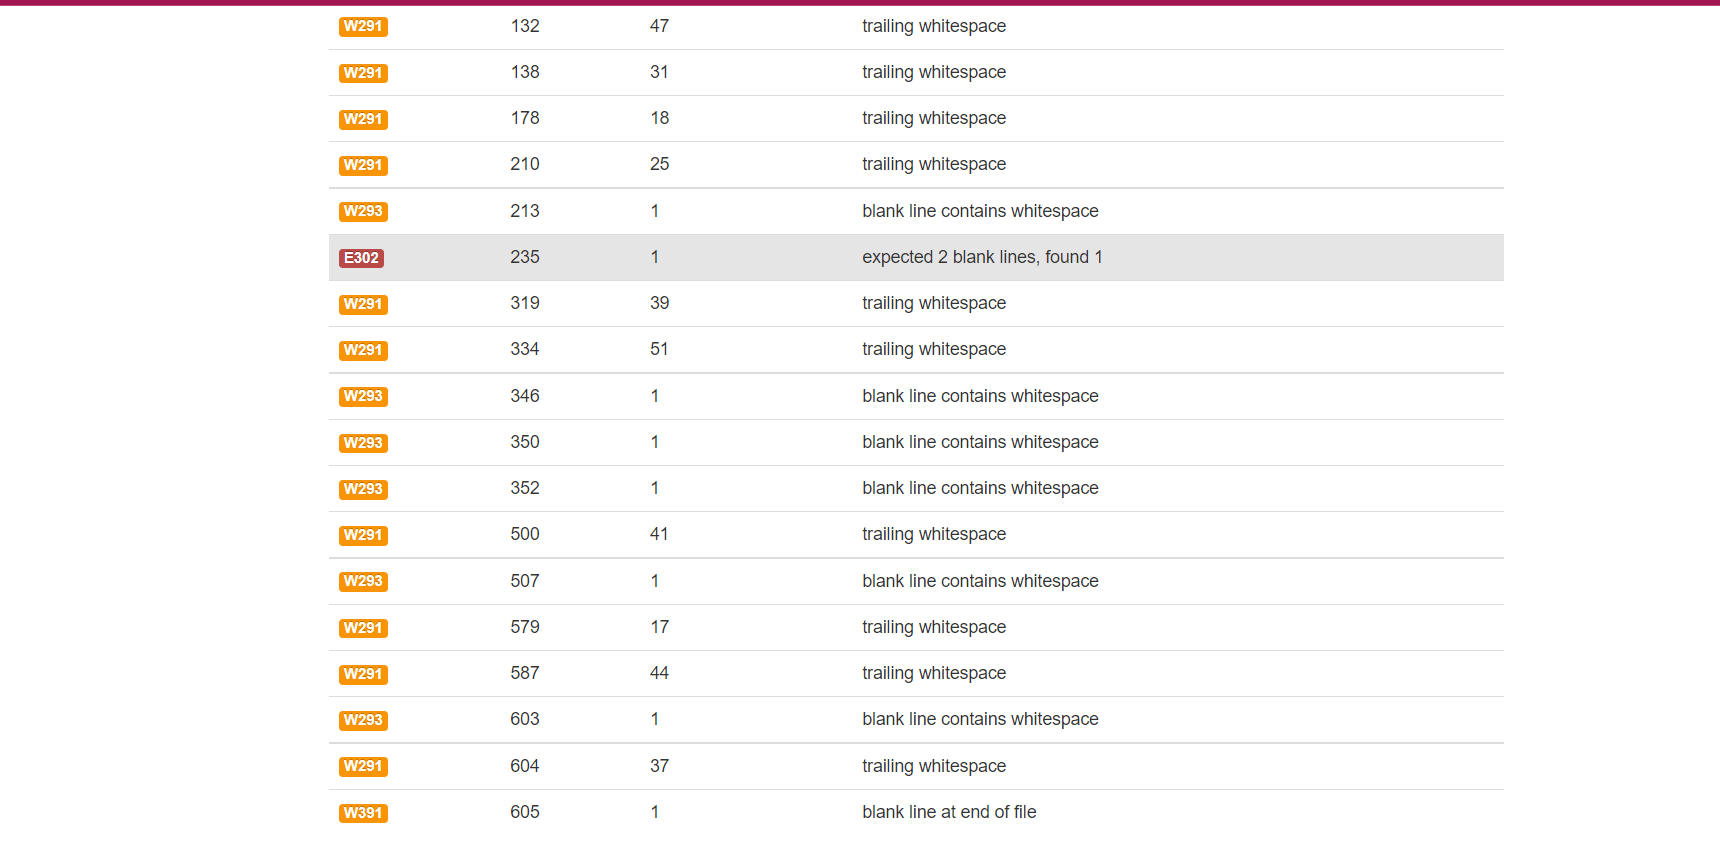 W291 132 47 trailing whitespace
W291 138 31 trailing whitespace
W291 178 18 trailing whitespace
W291 210 25 trailing whitespace
W293 213 1 blank line contains whitespace
E302 235 1 expected 2 blank lines, found 1
W291 319 39 trailing whitespace
W291 334 51 trailing whitespace
W293 346 1 blank line contains whitespace
W293 350 1 blank line contains whitespace
W293 352 1 blank line contains whitespace
W291 500 41 trailing whitespace
W293 507 1 blank line contains whitespace
W291 579 17 trailing whitespace
W291 587 44 trailing whitespace
W293 603 1 blank line contains whitespace
W291 604 37 trailing whitespace
W391 605 1 blank line at end of file